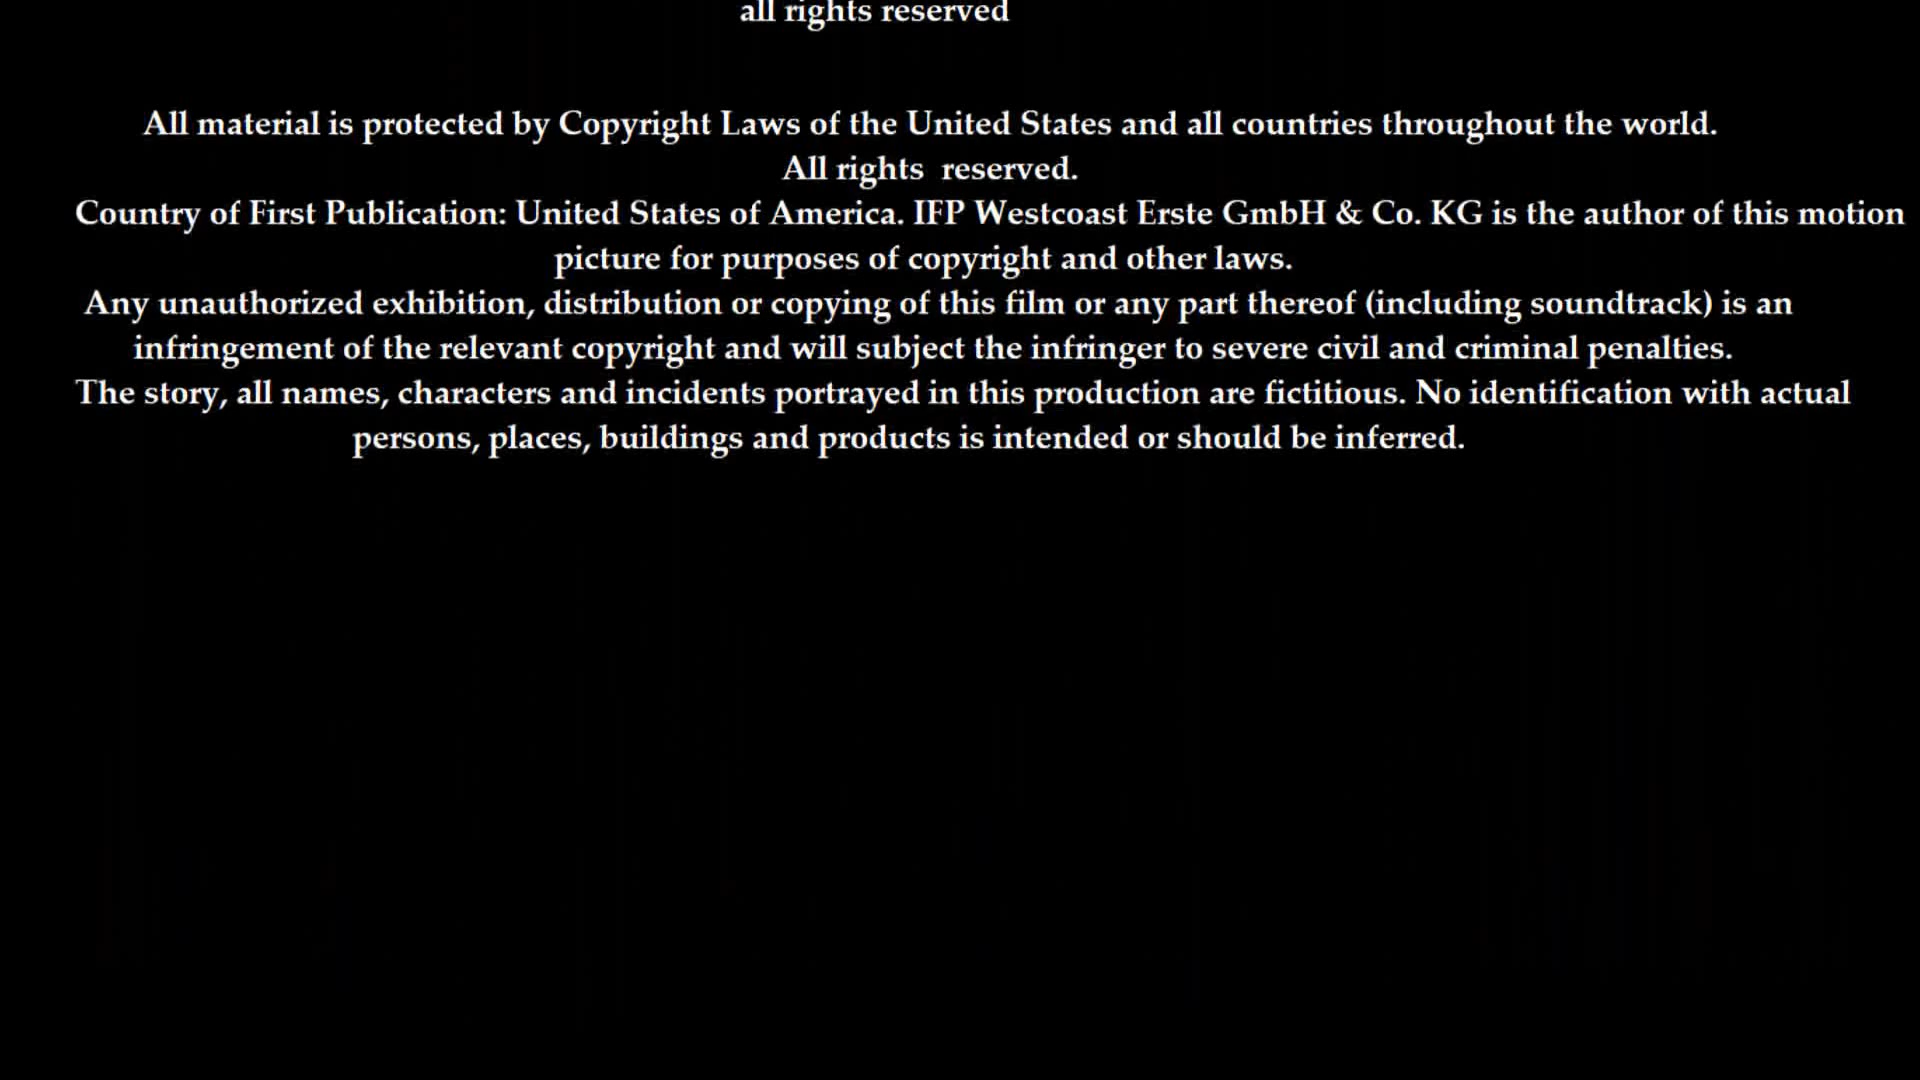 all rights reserved
All material is protected by Copyright Laws of the United States and all countries throughout the world.
All rights  reserved.
Country of First Publication: United States of America. IFP Westcoast Erste GmbH & Co. KG is the author of this motion
picture for purposes of copyright and other laws.
Any unauthorized exhibition, distribution or copying of this film or any part thereof (including soundtrack) is an
infringement of the relevant copyright and will subject the infringer to severe civil and criminal penalties.
The story, all names, characters and incidents portrayed in this production are fictitious. No identification with actual
persons, places, buildings and products is intended or should be inferred.